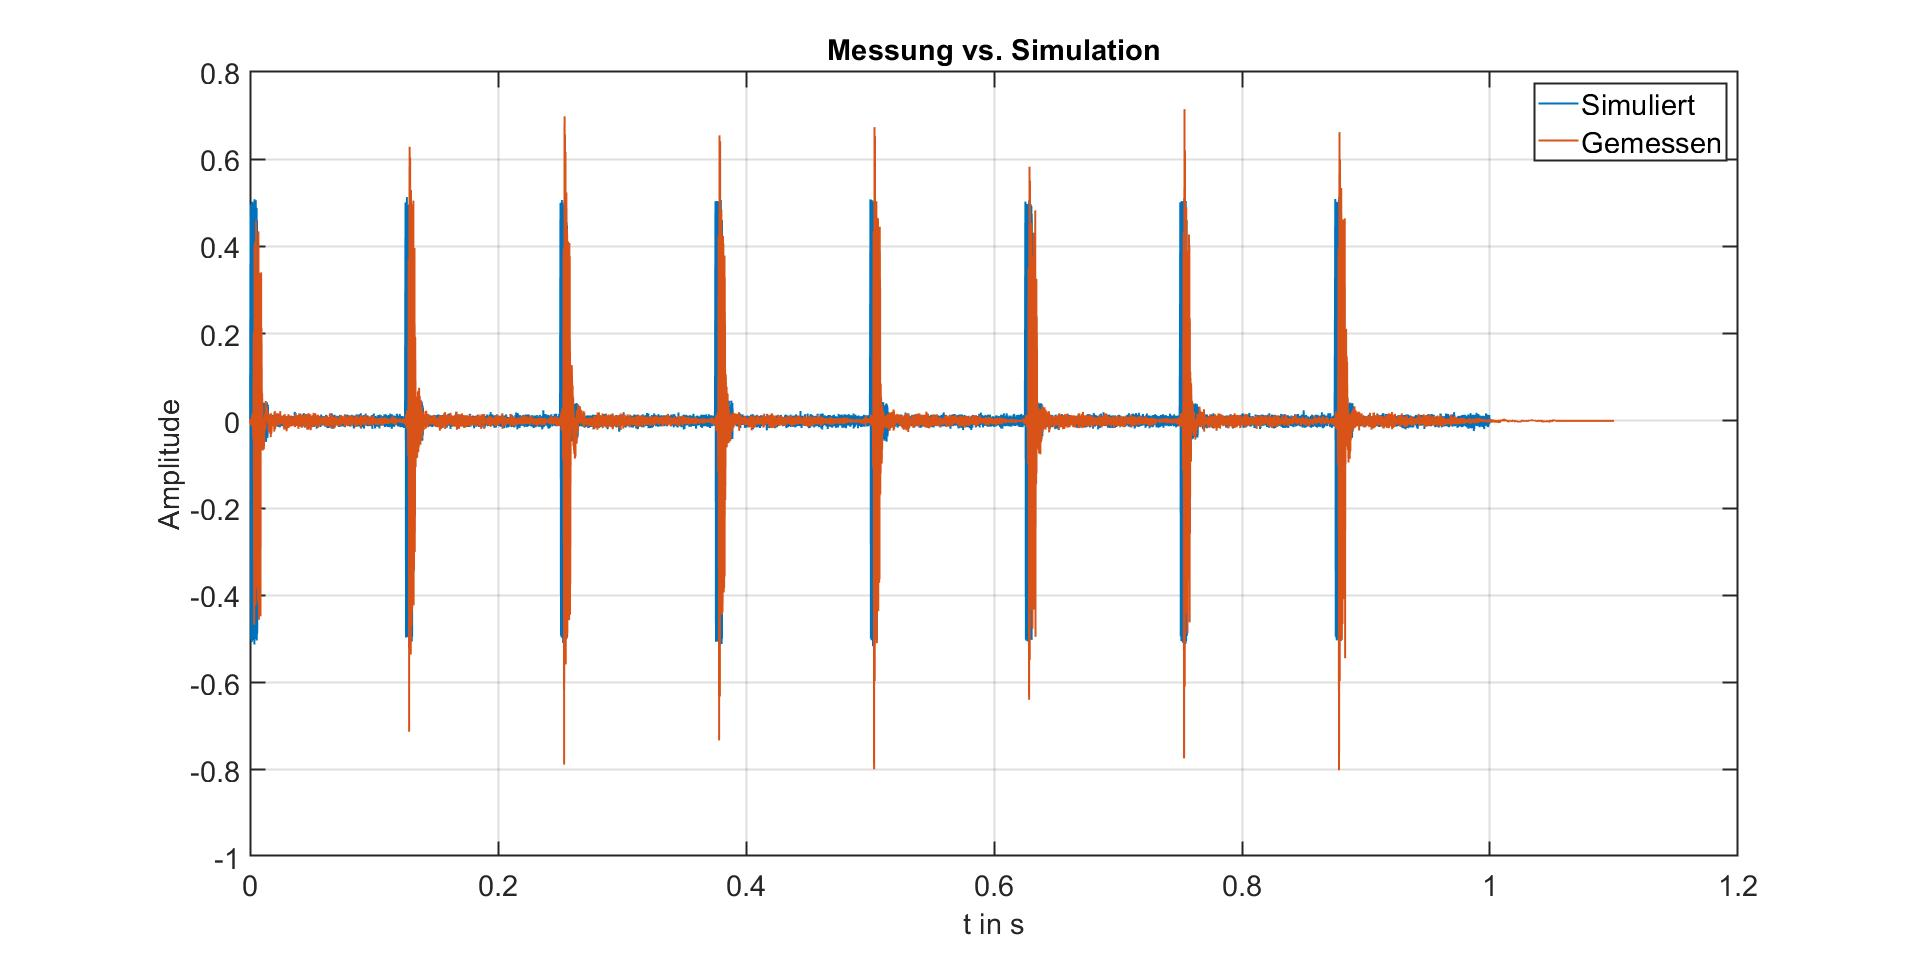 Messung vs. Simulation
Simuliert
Gemessen
0.8
0.6
0.4
0.2
0
-0.2
-0.4
-0.6
-0.8
-1
Amplitude
0 0.2 0.4 0.6 0.8 1 1.2
t in s